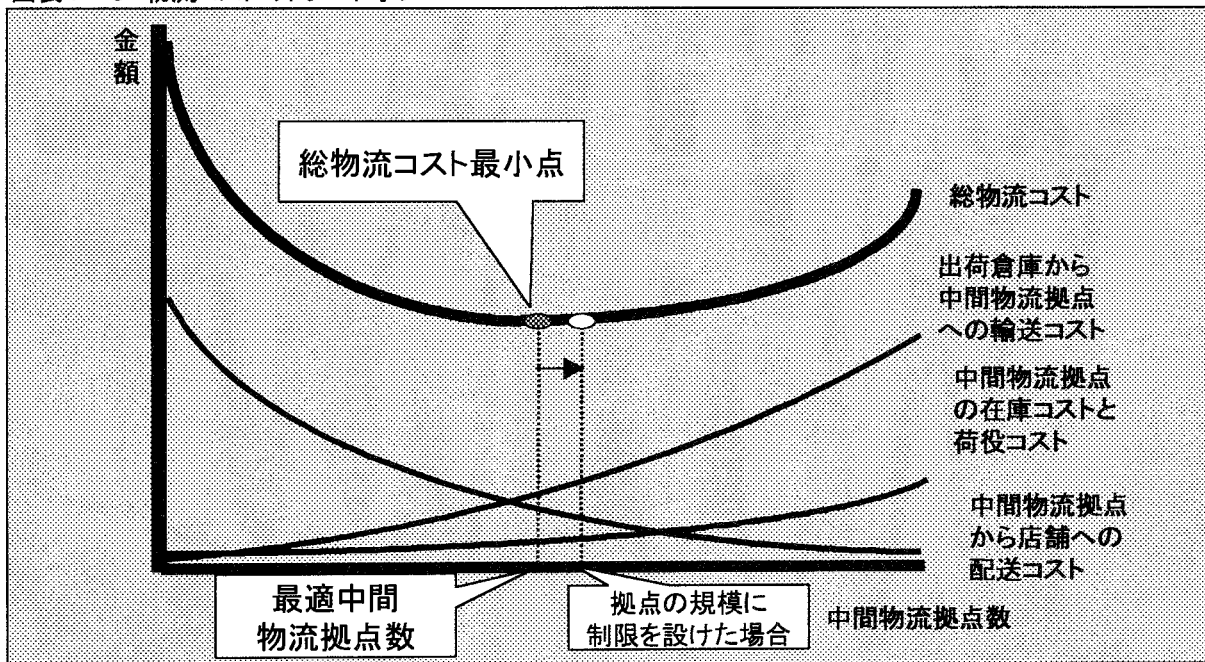 金
額
総物流コスト最小点
総物流コスト
出荷倉庫から
中間物流拠点
への輸送コスト
中間物流拠点
の在庫コストと
荷役コスト
中間物流拠点
から店舗への
配送コスト
最適中間
物流拠点数
拠点の規模に
制限を設けた場合
中間物流拠点数